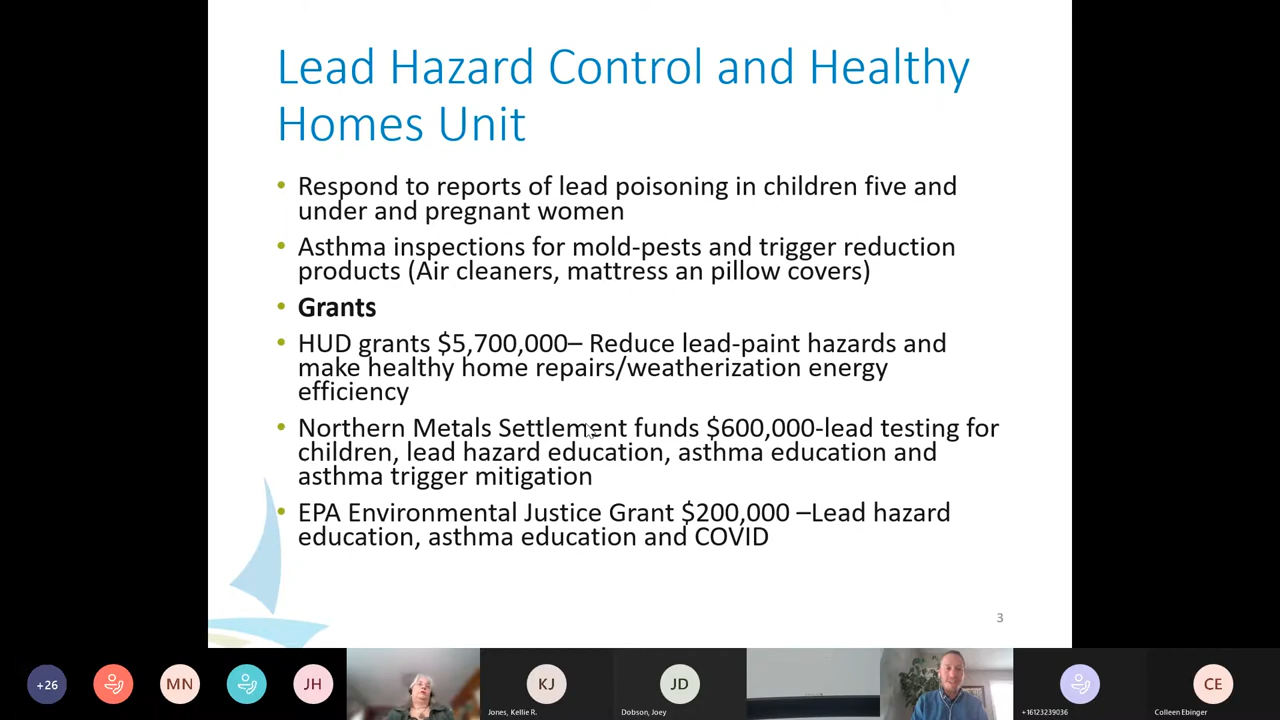 Lead Hazard Control and Healthy
Homes Unit
• Respond to reports of lead poisoning in children five and
under and pregnant women
• Asthma inspections for mold-pests and trigger reduction
products (Air cleaners, mattress an pillow covers)
• Grants
• HUD grants $5,700,000– Reduce lead-paint hazards and
make healthy home repairs/weatherization energy
efficiency
• Northern Metals Settlement funds $600,000-lead testing for
children, lead hazard education, asthma education and
asthma trigger mitigation
• EPA Environmental Justice Grant $200,000 –Lead hazard
education, asthma education and COVID
3
+26
MN
JH
KJ
Jones, Kellie R.
JD
Dobson, Joey
+16123239036
CE
Colleen Ebinger